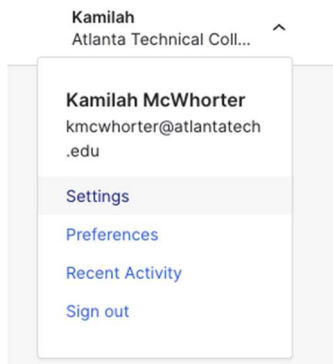 Kamilah
Atlanta Technical Coll...
Kamilah McWhorter
kmcwhorter@atlantatech
.edu
Settings
Preferences
Recent Activity
Sign out